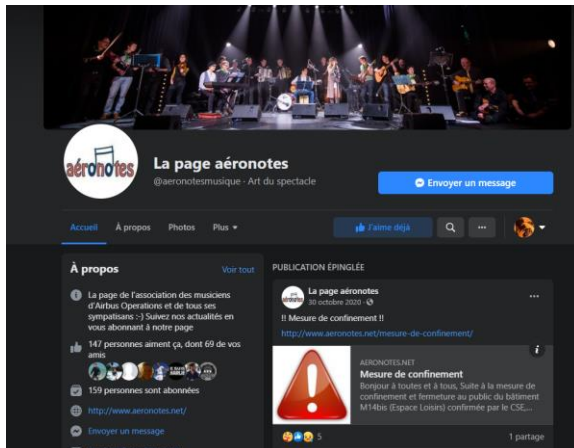 aéronotes
La page aéronotes
@aeronotesmusique · Art du spectacle
Envoyer un message
Accueil
À propos
Photos
Plus
J'aime déjà
À propos
Voir tout
La page de l'association des musiciens
d'Airbus Operations et de tous ses
sympatisans :-) Suivez nos actualités en
vous abonnant à notre page
147 personnes aiment ça, dont 69 de vos
amis
159 personnes sont abonnées
http://www.aeronotes.net/
Envoyer un message
PUBLICATION ÉPINGLÉE
La page aéronotes
30 octobre 2020 ·
!! Mesure de confinement !!
http://www.aeronotes.net/mesure-de-confinement/
AERONOTES.NET
Mesure de confinement
Bonjour à toutes et à tous, Suite à la mesure de
confinement et fermeture au public du bâtiment
M14bis (Espace Loisirs) confirmée par le CSE,...
5
1 partage